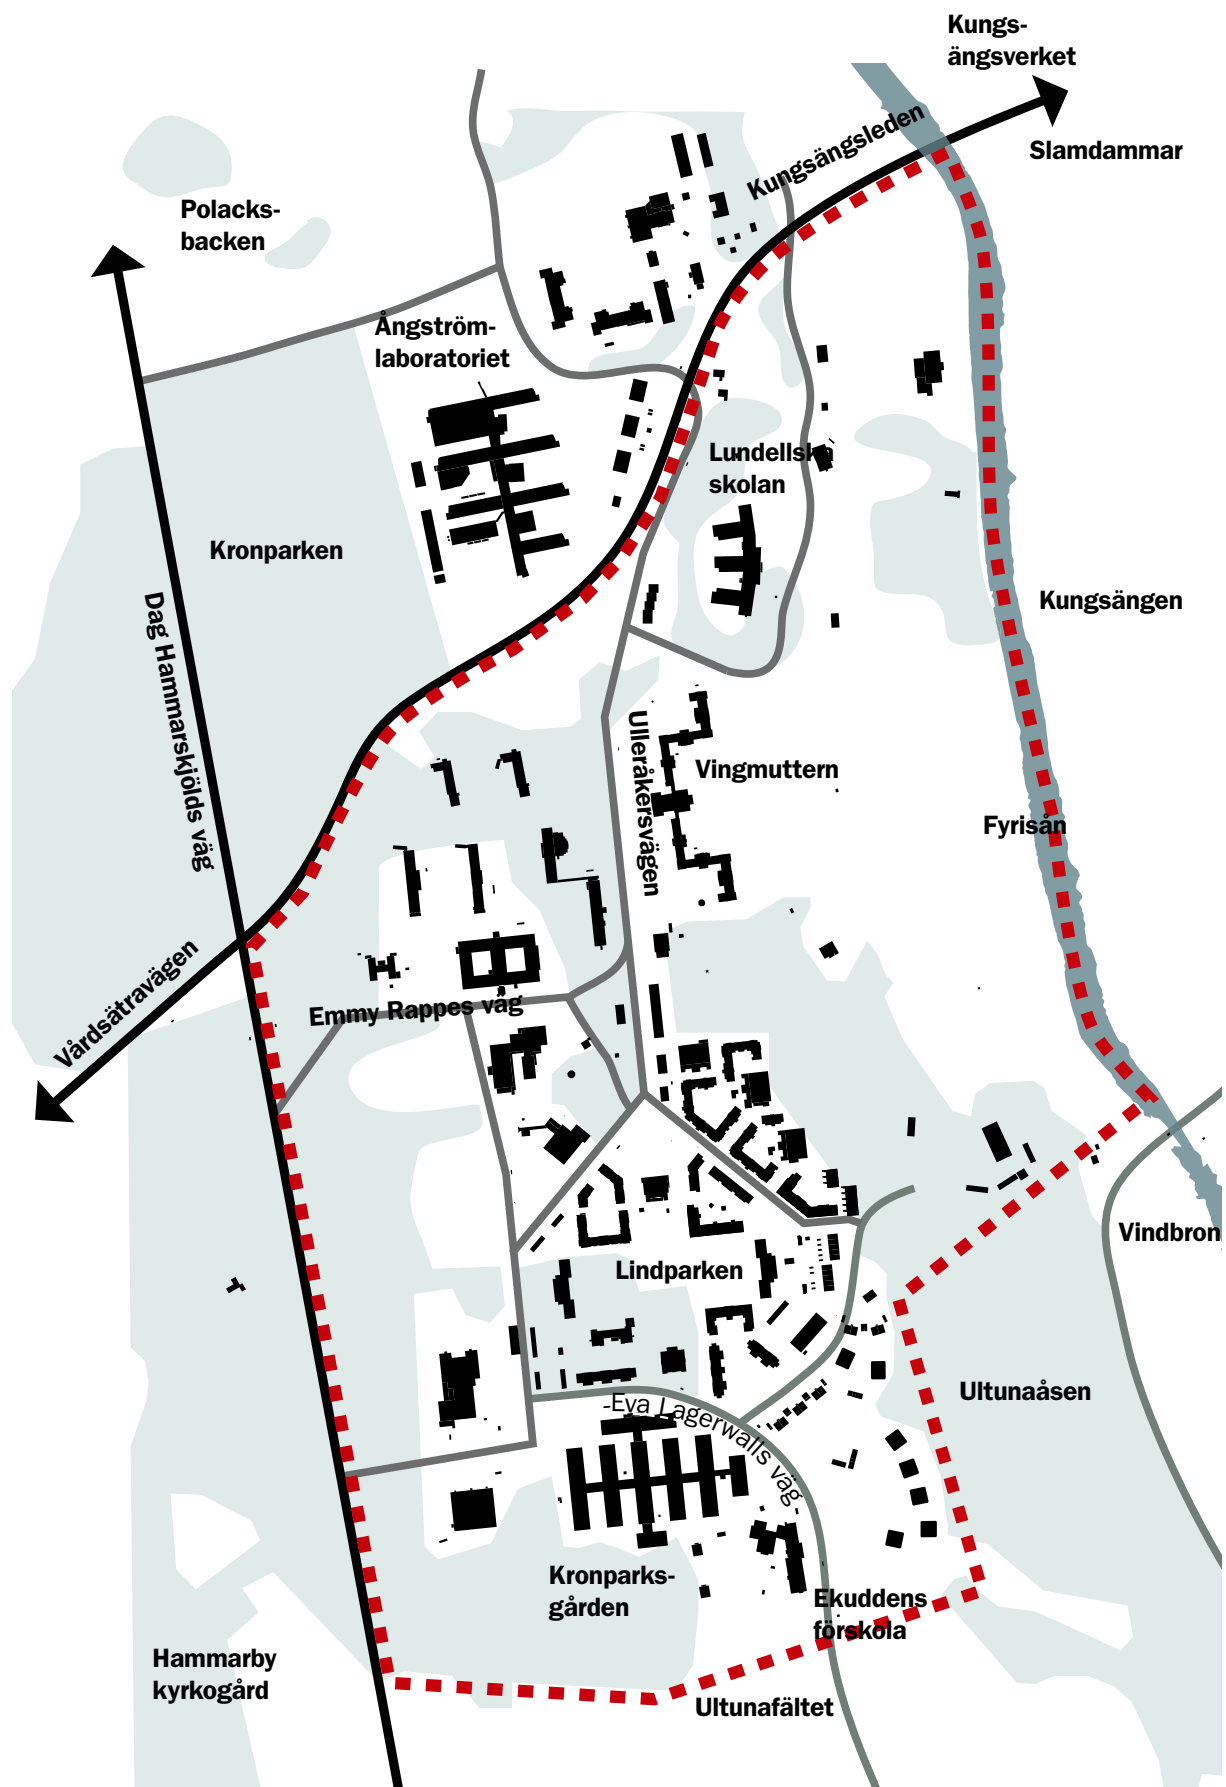 Kungs-
ängsverket
Kungsängsleden
Slamdammar
Polacks-
backen
Ångström-
laboratoriet
Lundellska
skolan
Kronparken
Kungsängen
Dag Hammarskjölds väg
Ulleråkersvägen
Vingmuttern
Fyrisån
Vårdsätravägen
Emmy Rappes väg
Vindbron
Lindparken
Ultunaåsen
Eva Lagerwalls väg
Kronparks-
gården
Ekuddens
förskola
Hammarby
kyrkogård
Ultunafältet